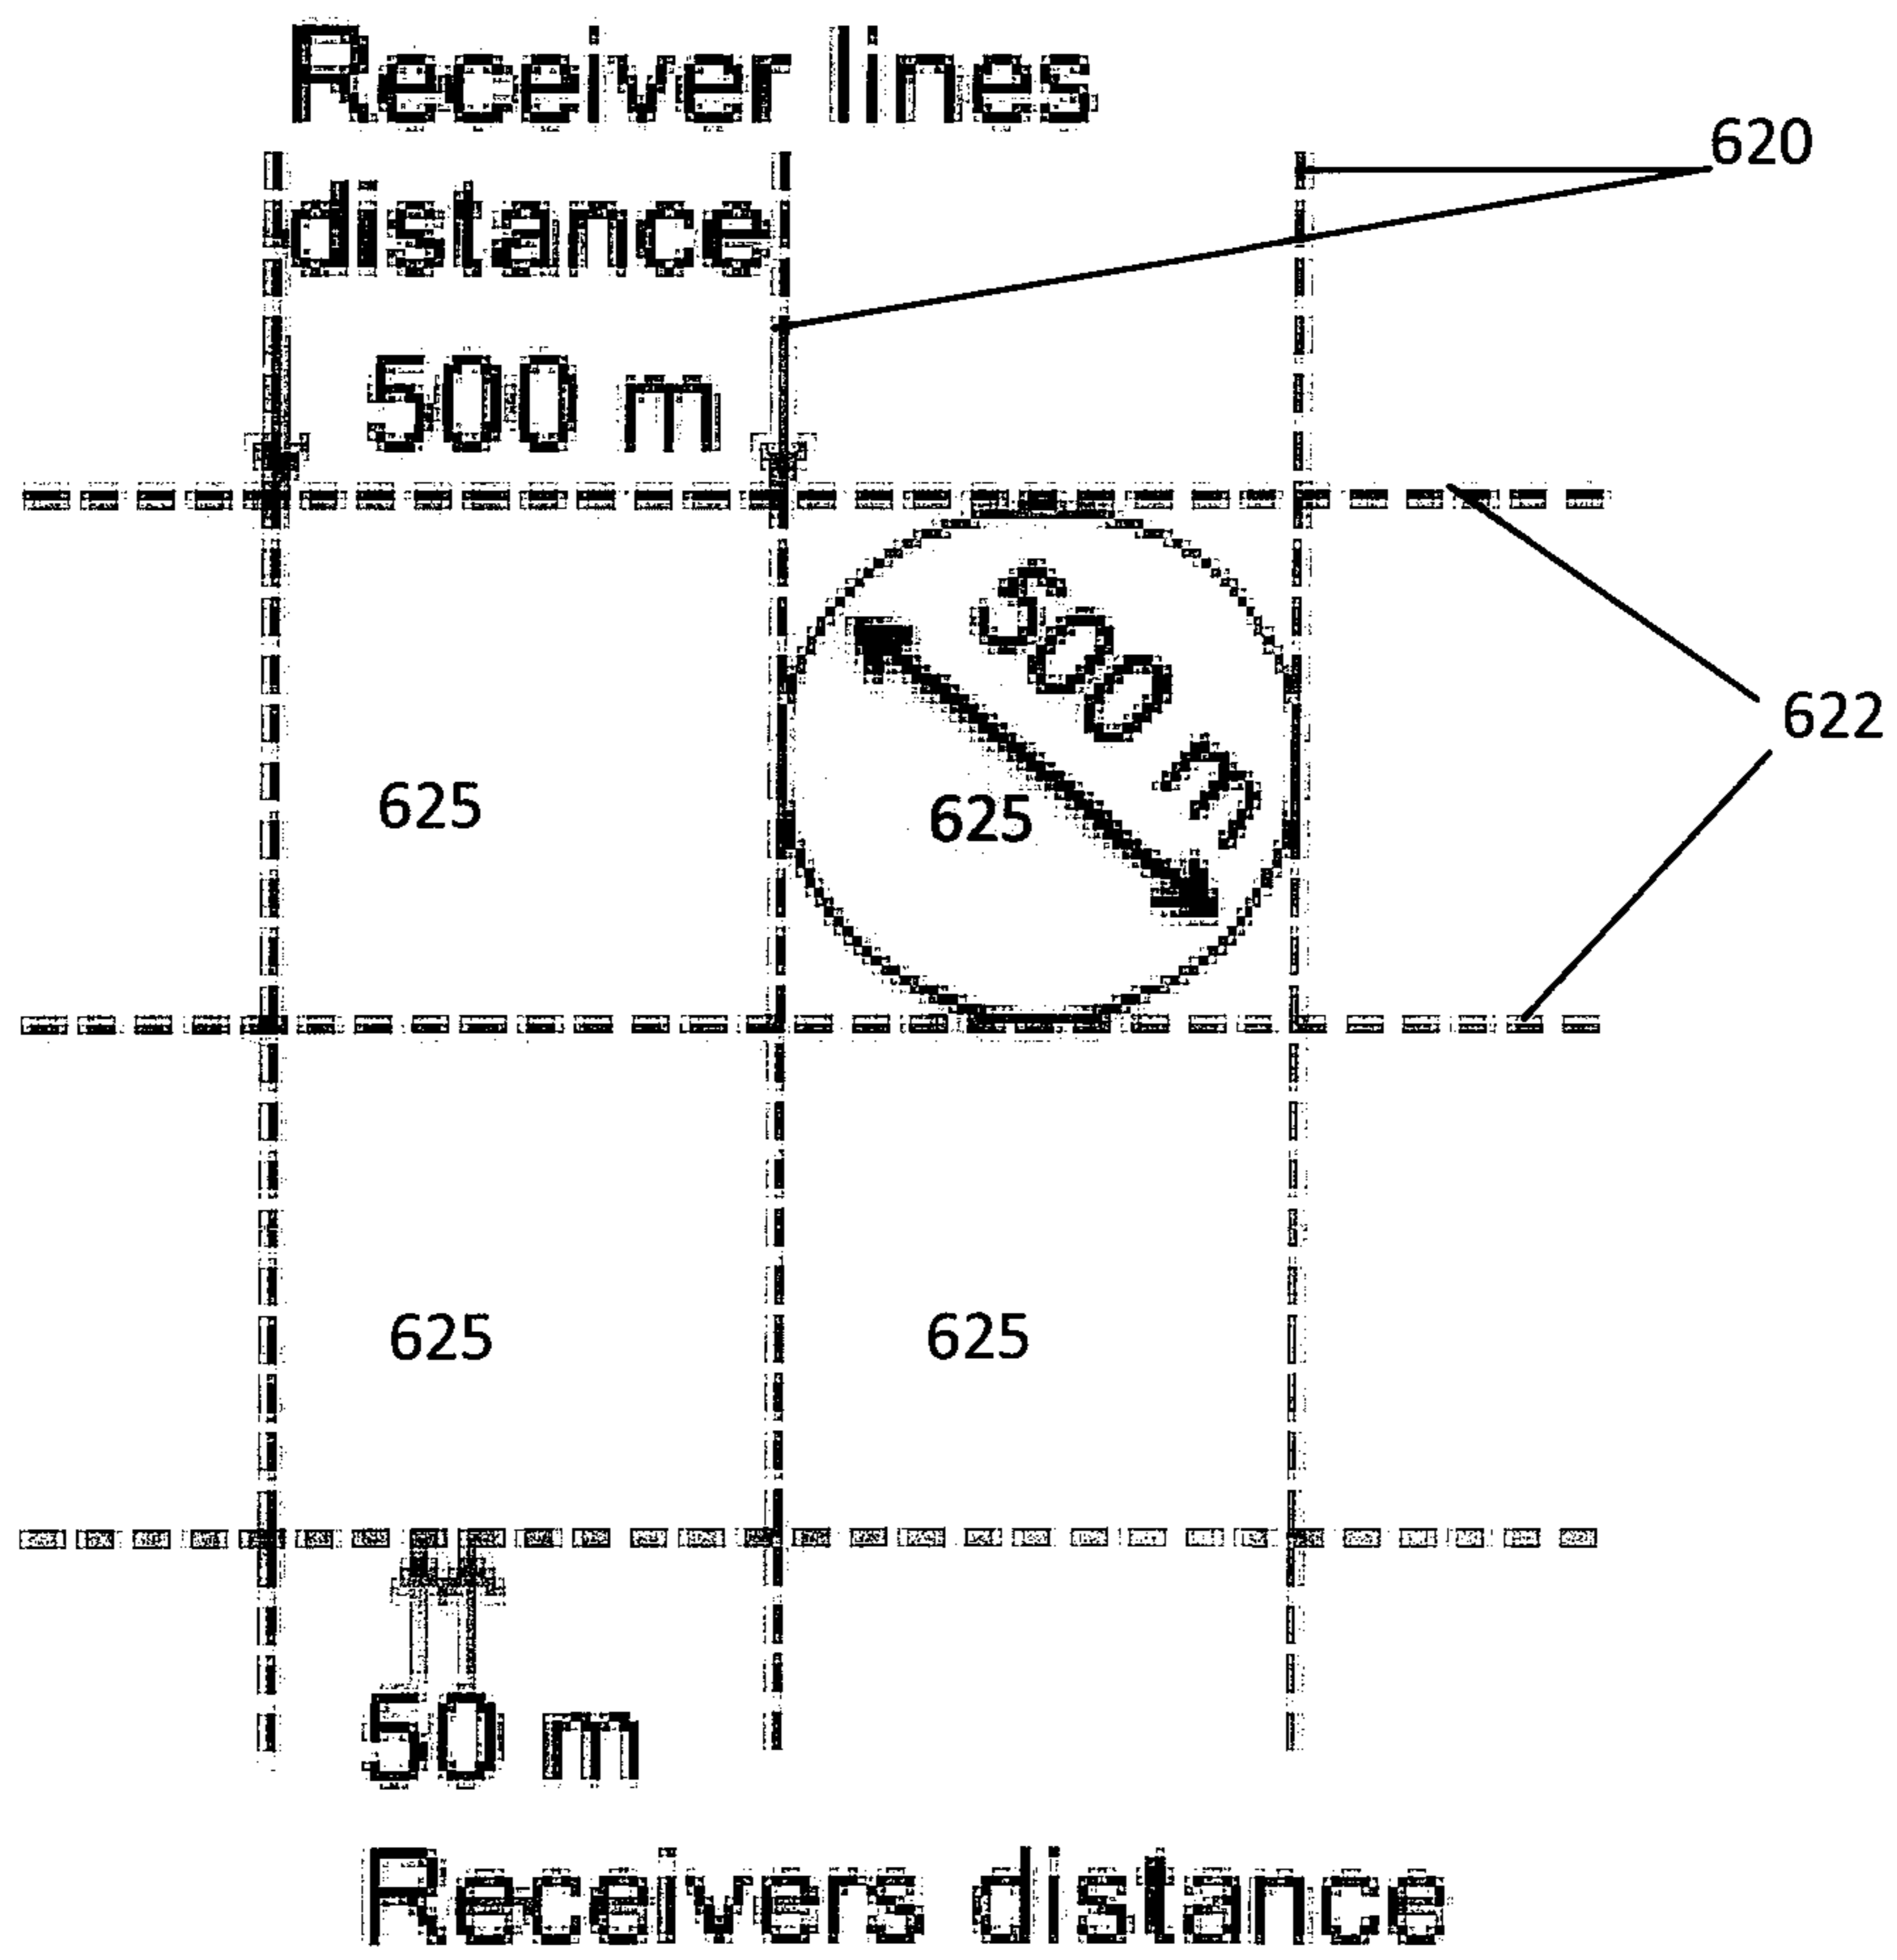 Receiver lines
620
distance
500 m
500 m
622
625
625
625
625
50 m
Receivers distance